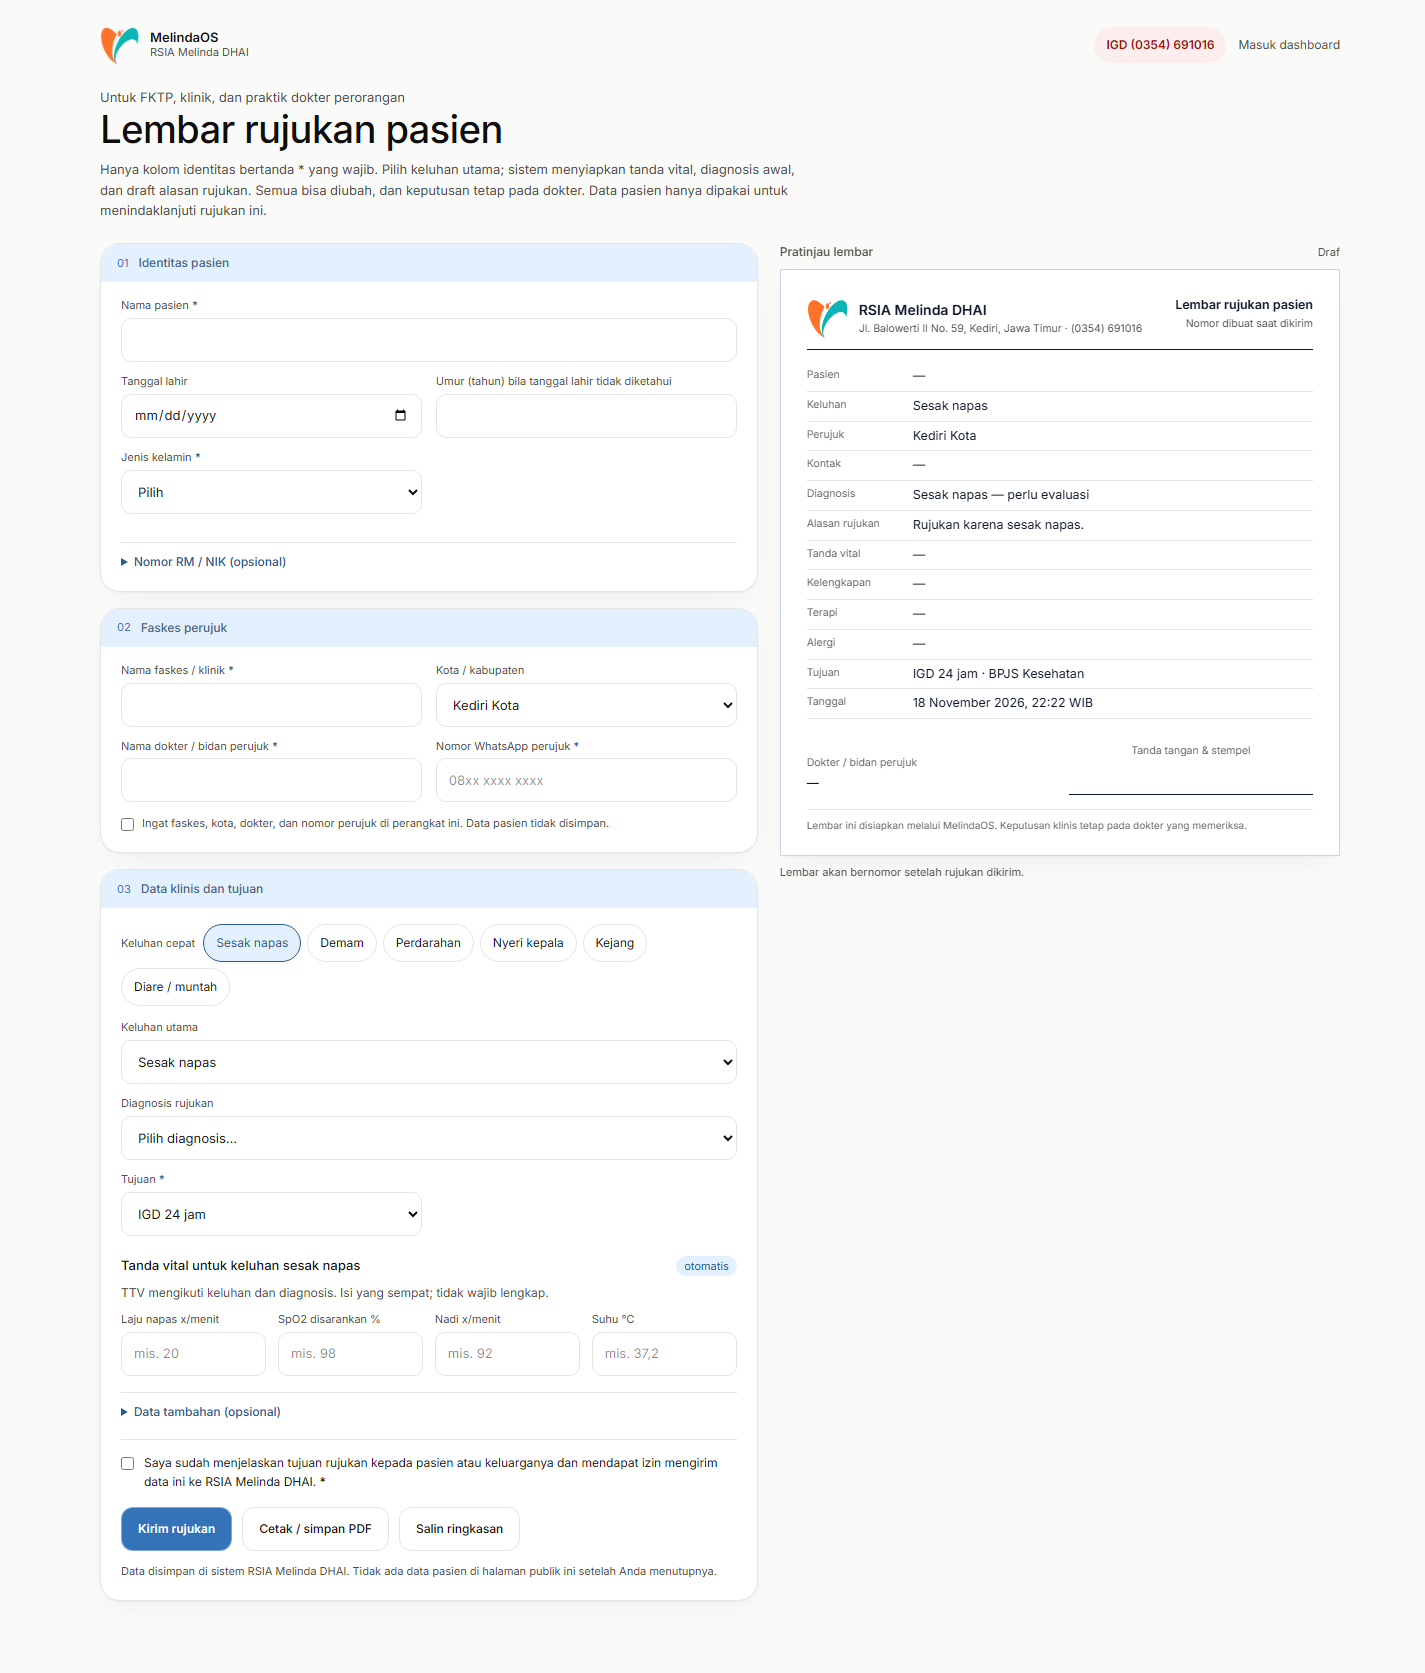 MelindaOS
RSIA Melinda DHAI
IGD (0354) 691016
Masuk dashboard
Untuk FKTP, klinik, dan praktik dokter perorangan
Lembar rujukan pasien
Hanya kolom identitas bertanda * yang wajib. Pilih keluhan utama; sistem menyiapkan tanda vital, diagnosis awal,
dan draft alasan rujukan. Semua bisa diubah, dan keputusan tetap pada dokter. Data pasien hanya dipakai untuk
menindaklanjuti rujukan ini.
01 Identitas pasien
Nama pasien *
Tanggal lahir
Umur (tahun) bila tanggal lahir tidak diketahui
mm/dd/yyyy
Jenis kelamin *
Pilih
Nomor RM / NIK (opsional)
02 Faskes perujuk
Nama faskes / klinik *
Kota / kabupaten
Kediri Kota
Nama dokter / bidan perujuk *
Nomor WhatsApp perujuk *
08xx xxxx xxxx
Ingat faskes, kota, dokter, dan nomor perujuk di perangkat ini. Data pasien tidak disimpan.
03 Data klinis dan tujuan
Keluhan cepat
Sesak napas
Demam
Perdarahan
Nyeri kepala
Kejang
Diare / muntah
Keluhan utama
Sesak napas
Diagnosis rujukan
Pilih diagnosis...
Tujuan *
IGD 24 jam
Tanda vital untuk keluhan sesak napas
otomatis
TTV mengikuti keluhan dan diagnosis. Isi yang sempat; tidak wajib lengkap.
Laju napas x/menit
SpO2 disarankan %
Nadi x/menit
Suhu °C
mis. 20
mis. 98
mis. 92
mis. 37,2
Data tambahan (opsional)
Saya sudah menjelaskan tujuan rujukan kepada pasien atau keluarganya dan mendapat izin mengirim
data ini ke RSIA Melinda DHAI. *
Kirim rujukan
Cetak / simpan PDF
Salin ringkasan
Data disimpan di sistem RSIA Melinda DHAI. Tidak ada data pasien di halaman publik ini setelah Anda menutupnya.
Pratinjau lembar
Draf
RSIA Melinda DHAI
Jl. Balowerti II No. 59, Kediri, Jawa Timur · (0354) 691016
Lembar rujukan pasien
Nomor dibuat saat dikirim
Pasien —
Keluhan Sesak napas
Perujuk Kediri Kota
Kontak —
Diagnosis Sesak napas — perlu evaluasi
Alasan rujukan Rujukan karena sesak napas.
Tanda vital —
Kelengkapan —
Terapi —
Alergi —
Tujuan IGD 24 jam · BPJS Kesehatan
Tanggal 18 November 2026, 22:22 WIB
Tanda tangan & stempel
Dokter / bidan perujuk
—
Lembar ini disiapkan melalui MelindaOS. Keputusan klinis tetap pada dokter yang memeriksa.
Lembar akan bernomor setelah rujukan dikirim.